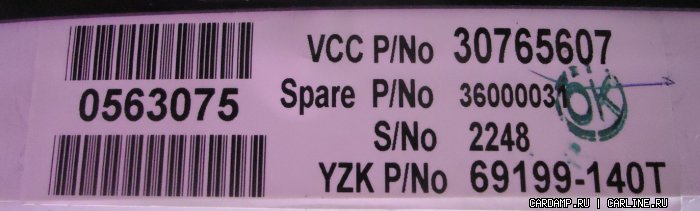 VCC P/No 30765607
0563075
Spare P/No 36000031
OK
S/No 2248
YZK P/No 69199-140T
CARDAMP.RU | CARLINE.RU